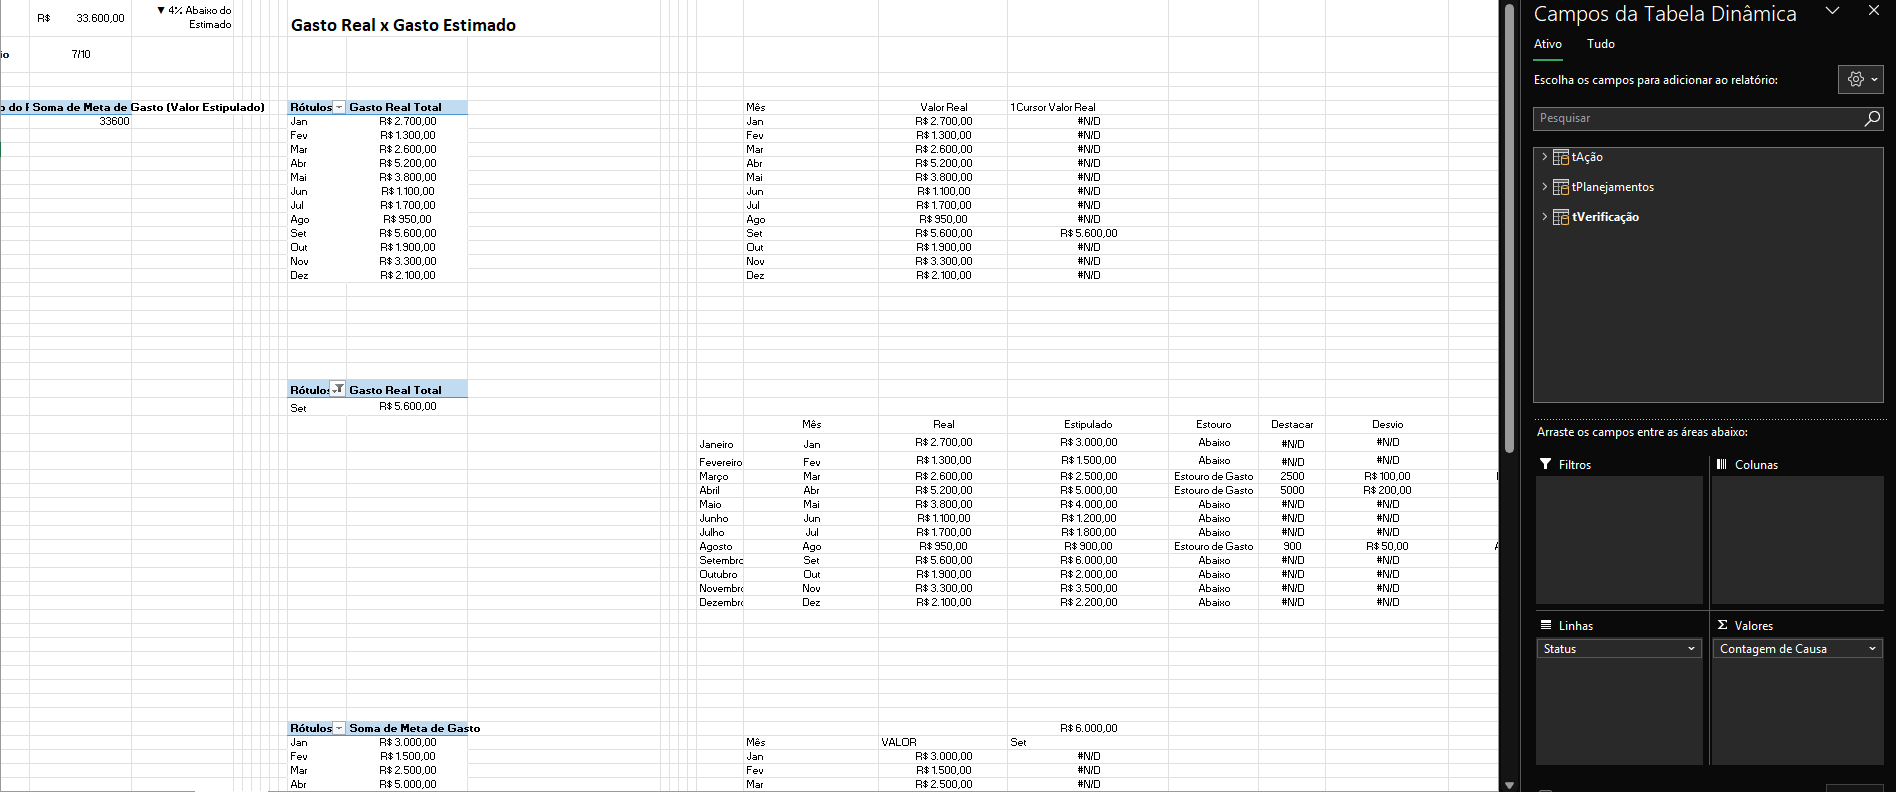 R$ 33.600,00 ▼ 4% Abaixo do Estimado
7/10
Soma de Meta de Gasto (Valor Estipulado)
33600
Gasto Real x Gasto Estimado
Rótulos Gasto Real Total
Jan R$ 2.700,00
Fev R$ 1.300,00
Mar R$ 2.600,00
Abr R$ 5.200,00
Mai R$ 3.800,00
Jun R$ 1.100,00
Jul R$ 1.700,00
Ago R$ 950,00
Set R$ 5.600,00
Out R$ 1.900,00
Nov R$ 3.300,00
Dez R$ 2.100,00
Mês Valor Real 1Cursor Valor Real
Jan R$ 2.700,00 #N/D
Fev R$ 1.300,00 #N/D
Mar R$ 2.600,00 #N/D
Abr R$ 5.200,00 #N/D
Mai R$ 3.800,00 #N/D
Jun R$ 1.100,00 #N/D
Jul R$ 1.700,00 #N/D
Ago R$ 950,00 #N/D
Set R$ 5.600,00 R$ 5.600,00
Out R$ 1.900,00 #N/D
Nov R$ 3.300,00 #N/D
Dez R$ 2.100,00 #N/D
Rótulos Gasto Real Total
Set R$ 5.600,00
Mês Real Estipulado Estouro Destacar Desvio
Janeiro Jan R$ 2.700,00 R$ 3.000,00 Abaixo #N/D #N/D
Fevereiro Fev R$ 1.300,00 R$ 1.500,00 Abaixo #N/D #N/D
Março Mar R$ 2.600,00 R$ 2.500,00 Estouro de Gasto 2500 R$ 100,00
Abril Abr R$ 5.200,00 R$ 5.000,00 Estouro de Gasto 5000 R$ 200,00
Maio Mai R$ 3.800,00 R$ 4.000,00 Abaixo #N/D #N/D
Junho Jun R$ 1.100,00 R$ 1.200,00 Abaixo #N/D #N/D
Julho Jul R$ 1.700,00 R$ 1.800,00 Abaixo #N/D #N/D
Agosto Ago R$ 950,00 R$ 900,00 Estouro de Gasto 900 R$ 50,00
Setembro Set R$ 5.600,00 R$ 6.000,00 Abaixo #N/D #N/D
Outubro Out R$ 1.900,00 R$ 2.000,00 Abaixo #N/D #N/D
Novembro Nov R$ 3.300,00 R$ 3.500,00 Abaixo #N/D #N/D
Dezembro Dez R$ 2.100,00 R$ 2.200,00 Abaixo #N/D #N/D
Rótulos Soma de Meta de Gasto
Jan R$ 3.000,00
Fev R$ 1.500,00
Mar R$ 2.500,00
Abr R$ 5.000,00
R$ 6.000,00
Mês VALOR Set
Jan R$ 3.000,00 #N/D
Fev R$ 1.500,00 #N/D
Mar R$ 2.500,00 #N/D
Campos da Tabela Dinâmica
Ativo Tudo
Escolha os campos para adicionar ao relatório:
Pesquisar
tAção
tPlanejamentos
tVerificação
Arraste os campos entre as áreas abaixo:
Filtros Colunas
Linhas Σ Valores
Status Contagem de Causa